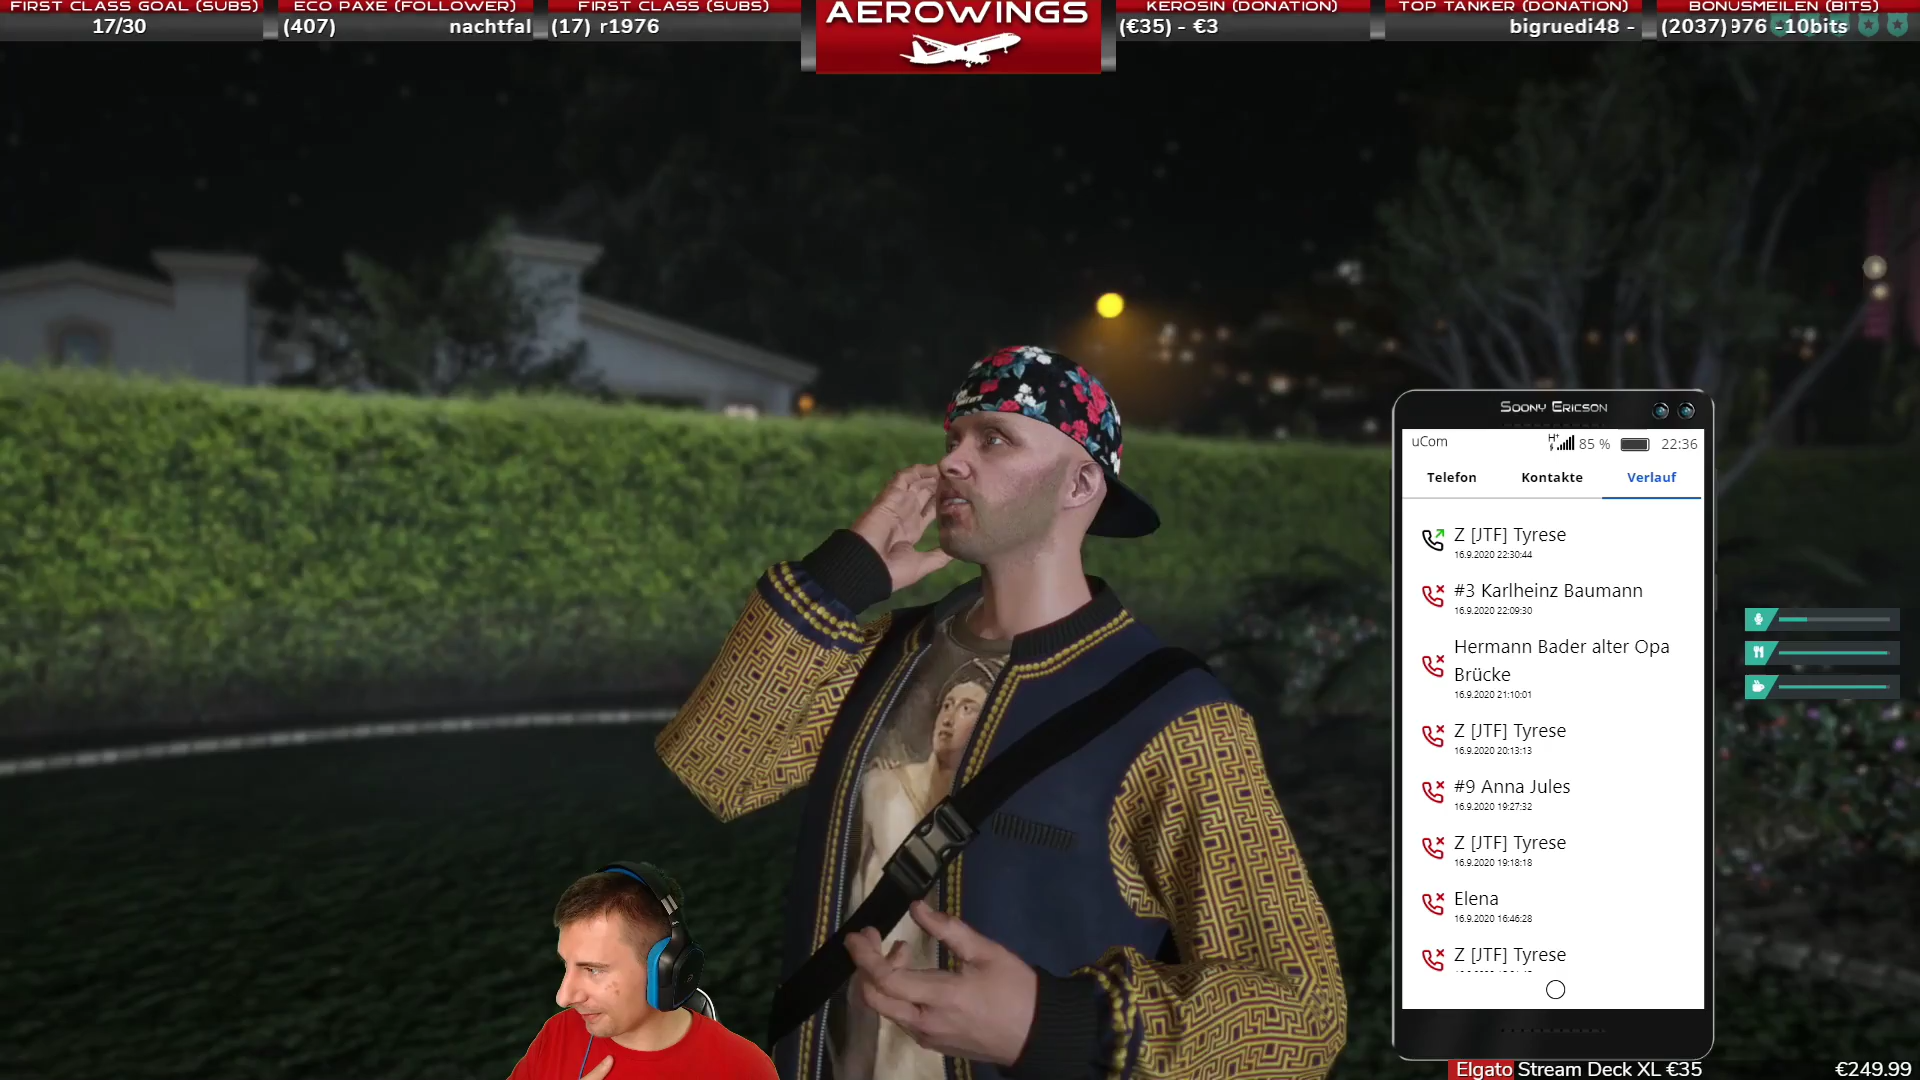 FIRST CLASS GOAL (SUBS)
17/30
ECO PAXE (FOLLOWER)
(407) nachtfal
FIRST CLASS (SUBS)
(17) r1976
AEROWINGS
KEROSIN (DONATION)
(€35) - €3
TOP TANKER (DONATION)
bigruedi48 -
BONUSMEILEN (BITS)
(2037) 976 -10bits
SOONY ERICSON
uCom H+ 85 % 22:36
Telefon Kontakte Verlauf
Z [JTF] Tyrese
16.9.2020 22:30:44
#3 Karlheinz Baumann
16.9.2020 22:09:30
Hermann Bader alter Opa
Brücke
16.9.2020 21:10:01
Z [JTF] Tyrese
16.9.2020 20:13:13
#9 Anna Jules
16.9.2020 19:27:32
Z [JTF] Tyrese
16.9.2020 19:18:18
Elena
16.9.2020 16:46:28
Z [JTF] Tyrese
Elgato Stream Deck XL €35 €249.99